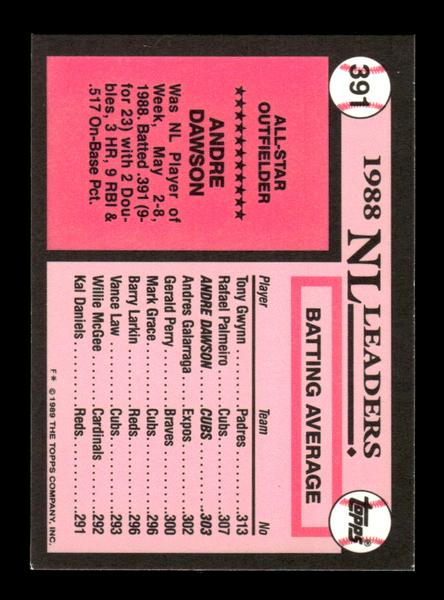 391
1988 NL LEADERS
Topps®
ALL-STAR
OUTFIELDER
★★★★★★★★★★★
ANDRE
DAWSON
Was NL Player of
Week, May 2-8,
1988. Batted .391 (9-
for 23) with 2 Dou-
bles, 3 HR, 9 RBI &
.517 On-Base Pct.
BATTING AVERAGE
Player Team No
Tony Gwynn.....Padres.....313
Rafael Palmeiro.....Cubs.....307
ANDRE DAWSON.....CUBS.....303
Andres Galarraga.....Expos.....302
Gerald Perry.....Braves.....300
Mark Grace.....Cubs.....296
Barry Larkin.....Reds.....296
Vance Law.....Cubs.....293
Willie McGee.....Cardinals.....292
Kal Daniels.....Reds.....291
F* © 1989 THE TOPPS COMPANY, INC.